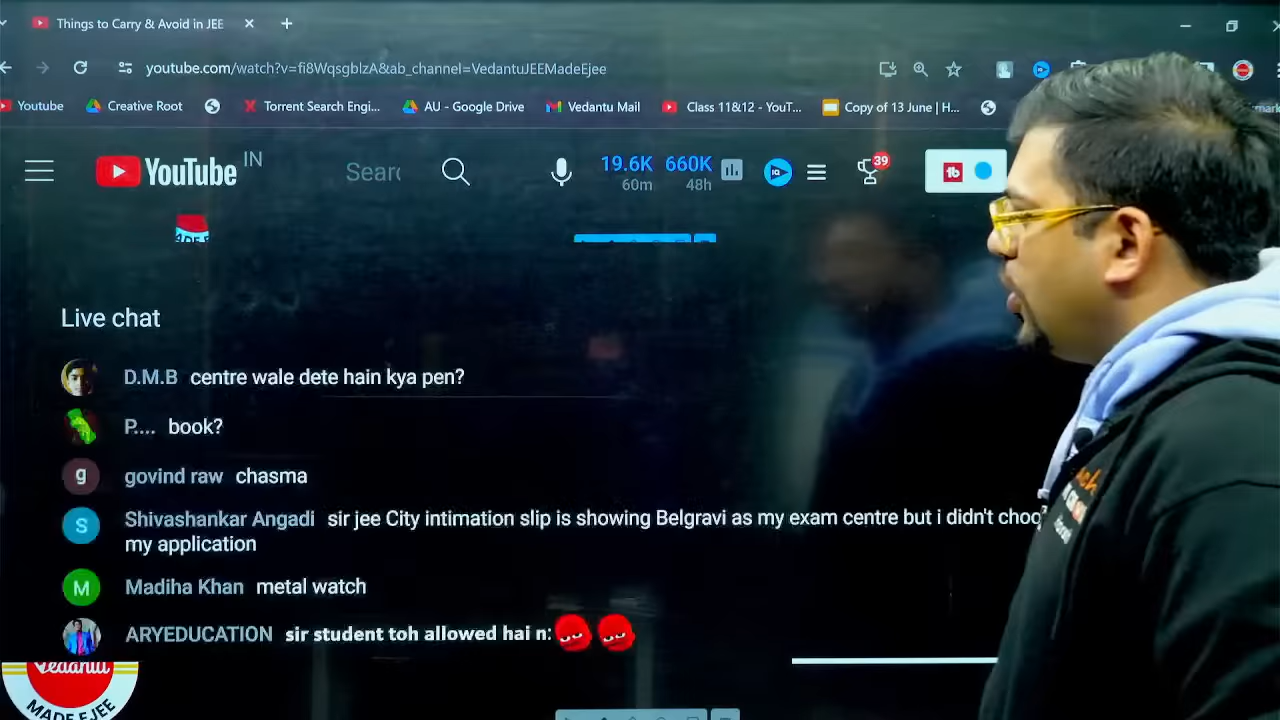 Things to Carry & Avoid in JEE
youtube.com/watch?v=fi8WqsgblzA&ab_channel=VedantuJEEMadeEjee
Youtube Creative Root Torrent Search Engi... AU - Google Drive Vedantu Mail Class 11&12 - YouT... Copy of 13 June | H...
YouTube IN
Sear
19.6K 660K
60m 48h
39
Live chat
D.M.B centre wale dete hain kya pen?
P.... book?
govind raw chasma
Shivashankar Angadi sir jee City intimation slip is showing Belgravi as my exam centre but i didn't choo
my application
Madiha Khan metal watch
ARYEDUCATION sir student toh allowed hai n:
Vedantu
MADE EJEE